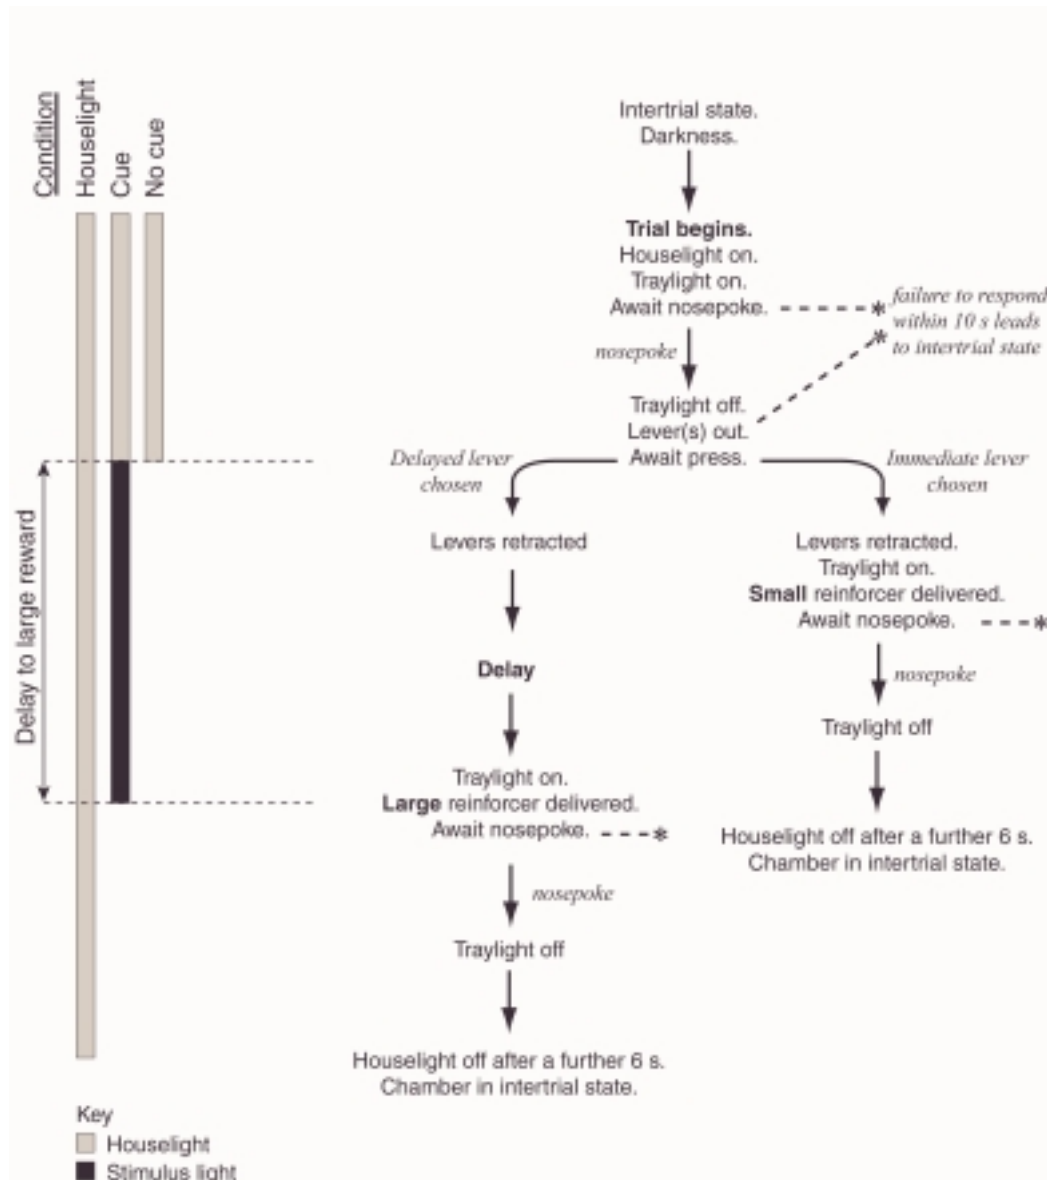 Condition
Houselight
Cue
No cue
Delay to large reward
Intertrial state.
Darkness.
Trial begins.
Houselight on.
Traylight on.
Await nosepoke.
failure to respond
within 10 s leads
to intertrial state
nosepoke
Traylight off.
Lever(s) out.
Await press.
Delayed lever
chosen
Immediate lever
chosen
Levers retracted
Delay
Traylight on.
Large reinforcer delivered.
Await nosepoke.
nosepoke
Traylight off
Houselight off after a further 6 s.
Chamber in intertrial state.
Levers retracted.
Traylight on.
Small reinforcer delivered.
Await nosepoke.
nosepoke
Traylight off
Houselight off after a further 6 s.
Chamber in intertrial state.
Key
Houselight
Stimulus light